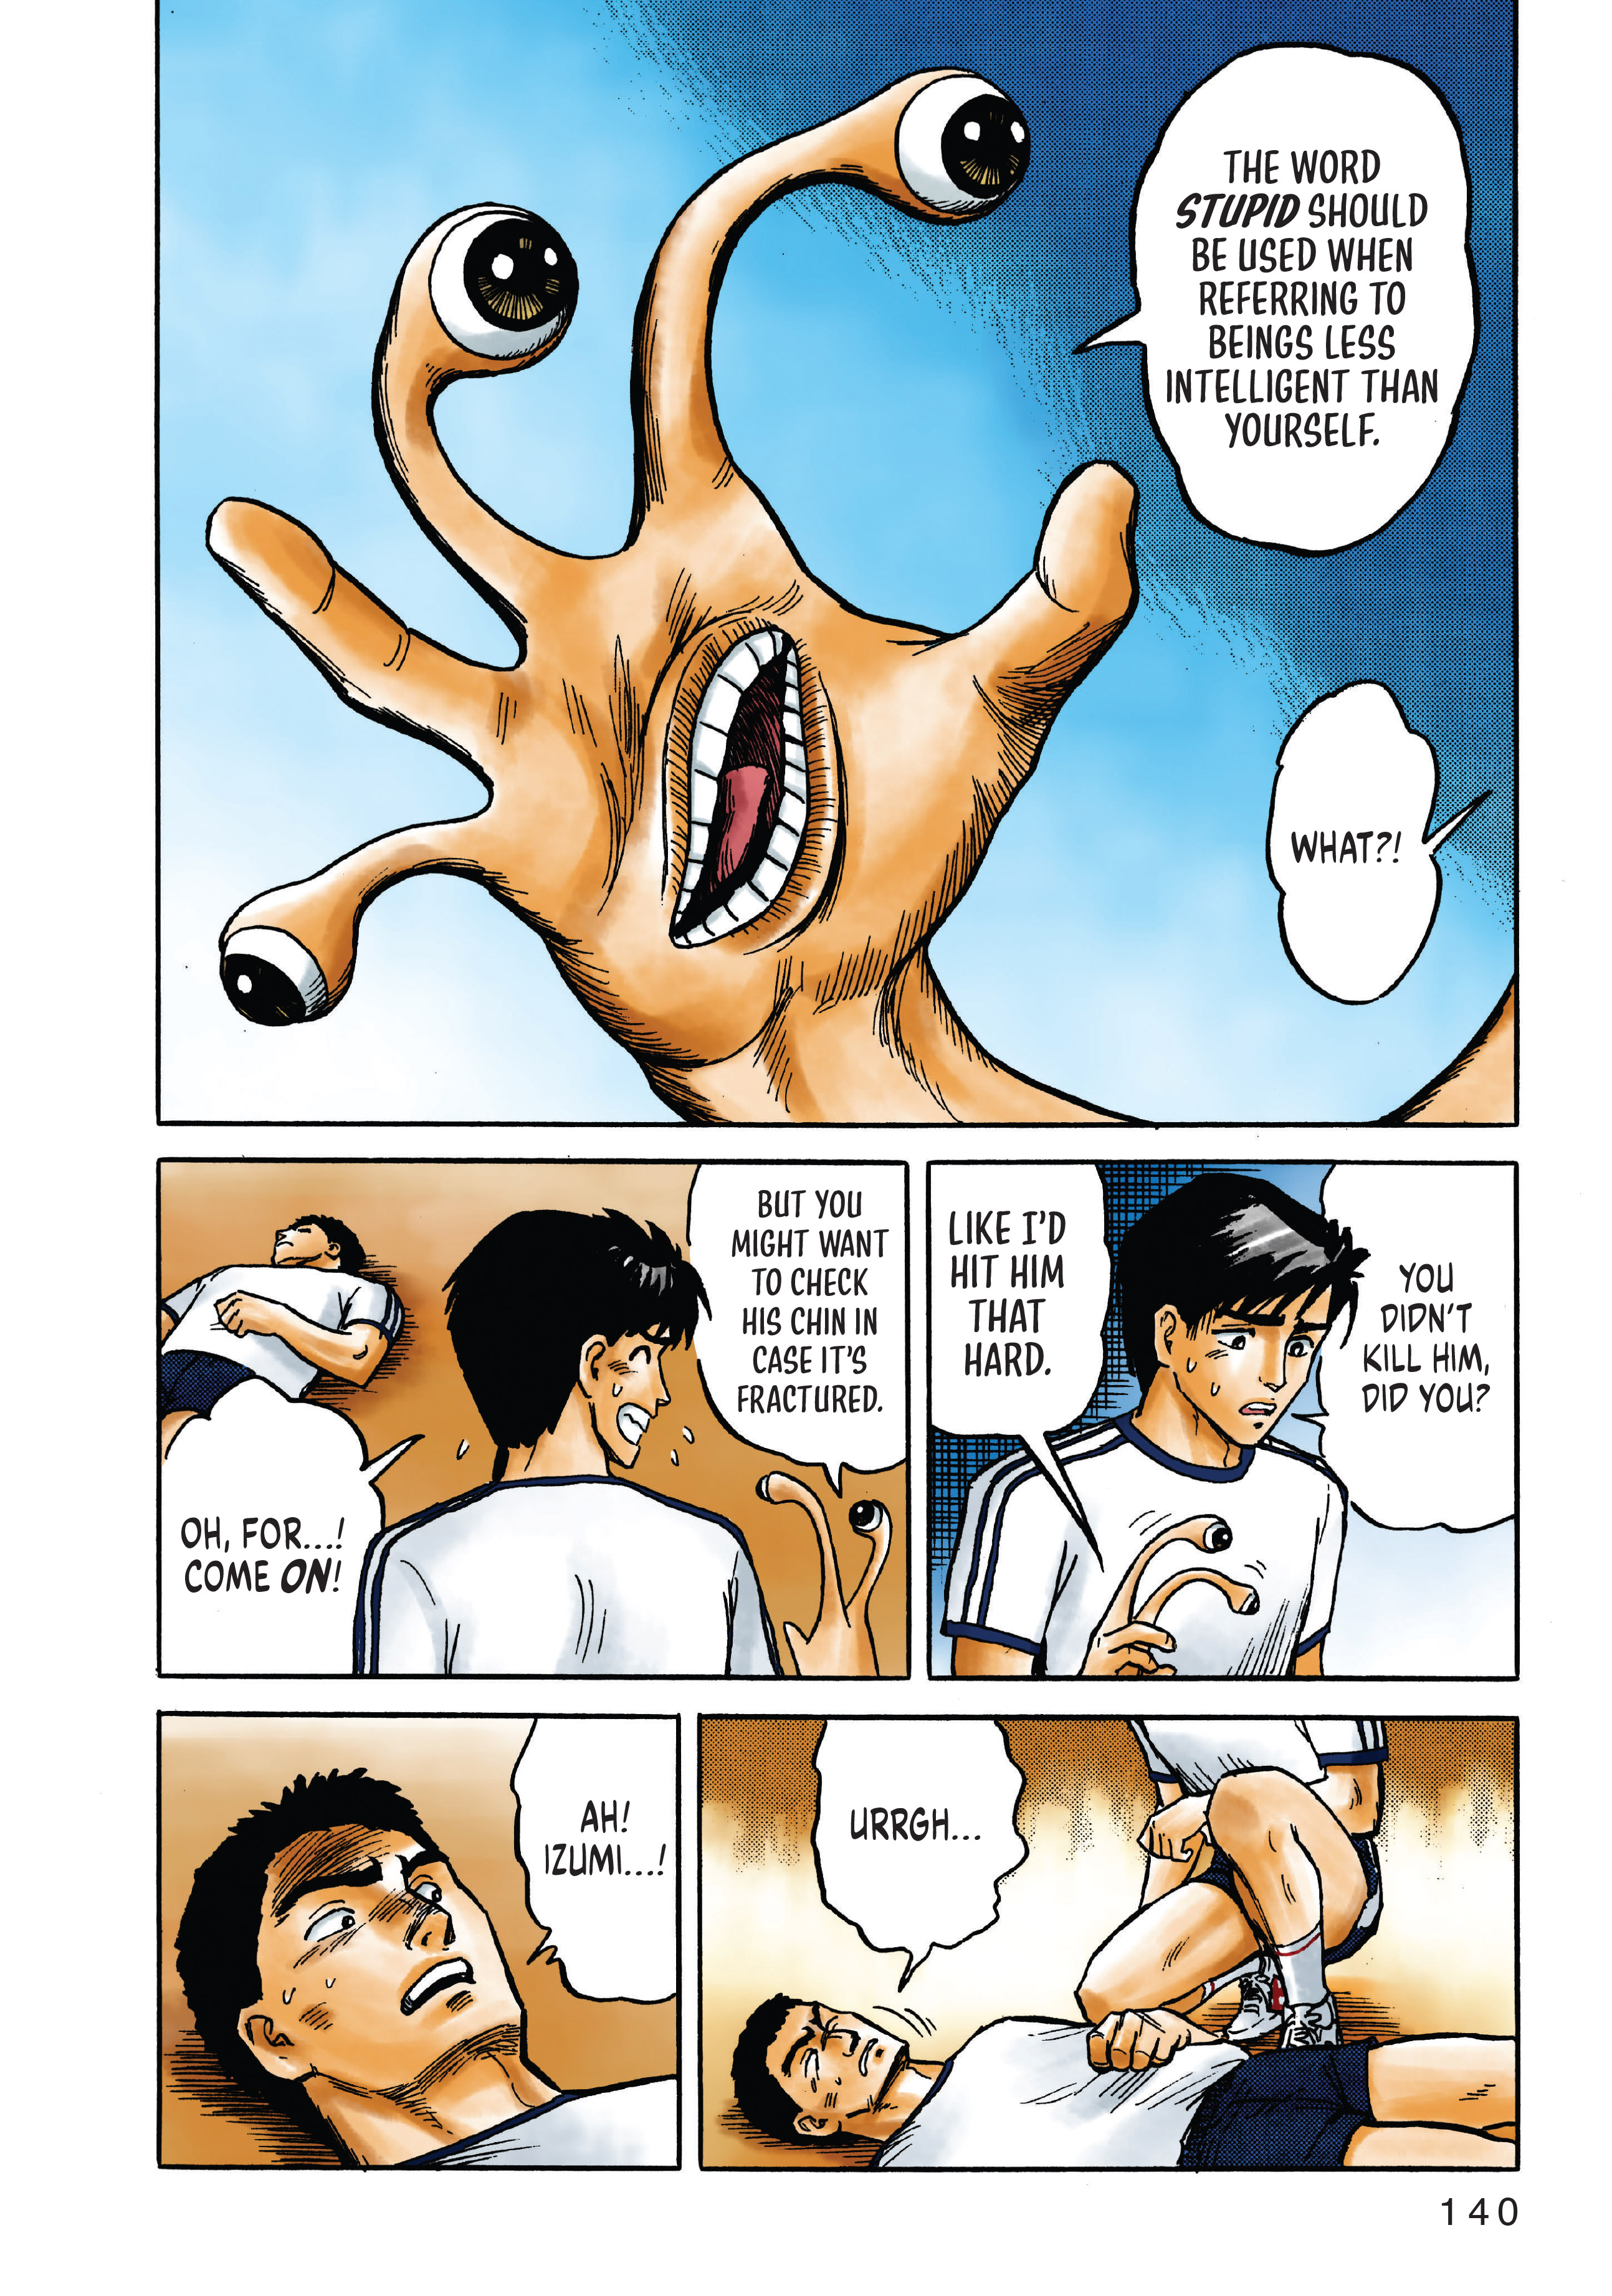 THE WORD
STUPID SHOULD
BE USED WHEN
REFERRING TO
BEINGS LESS
INTELLIGENT THAN
YOURSELF.
WHAT?!
YOU
DIDN'T
KILL HIM,
DID YOU?
LIKE I'D
HIT HIM
THAT
HARD.
BUT YOU
MIGHT WANT
TO CHECK
HIS CHIN IN
CASE IT'S
FRACTURED.
OH, FOR...!
COME ON!
URRGH...
AH!
IZUMI...!
140